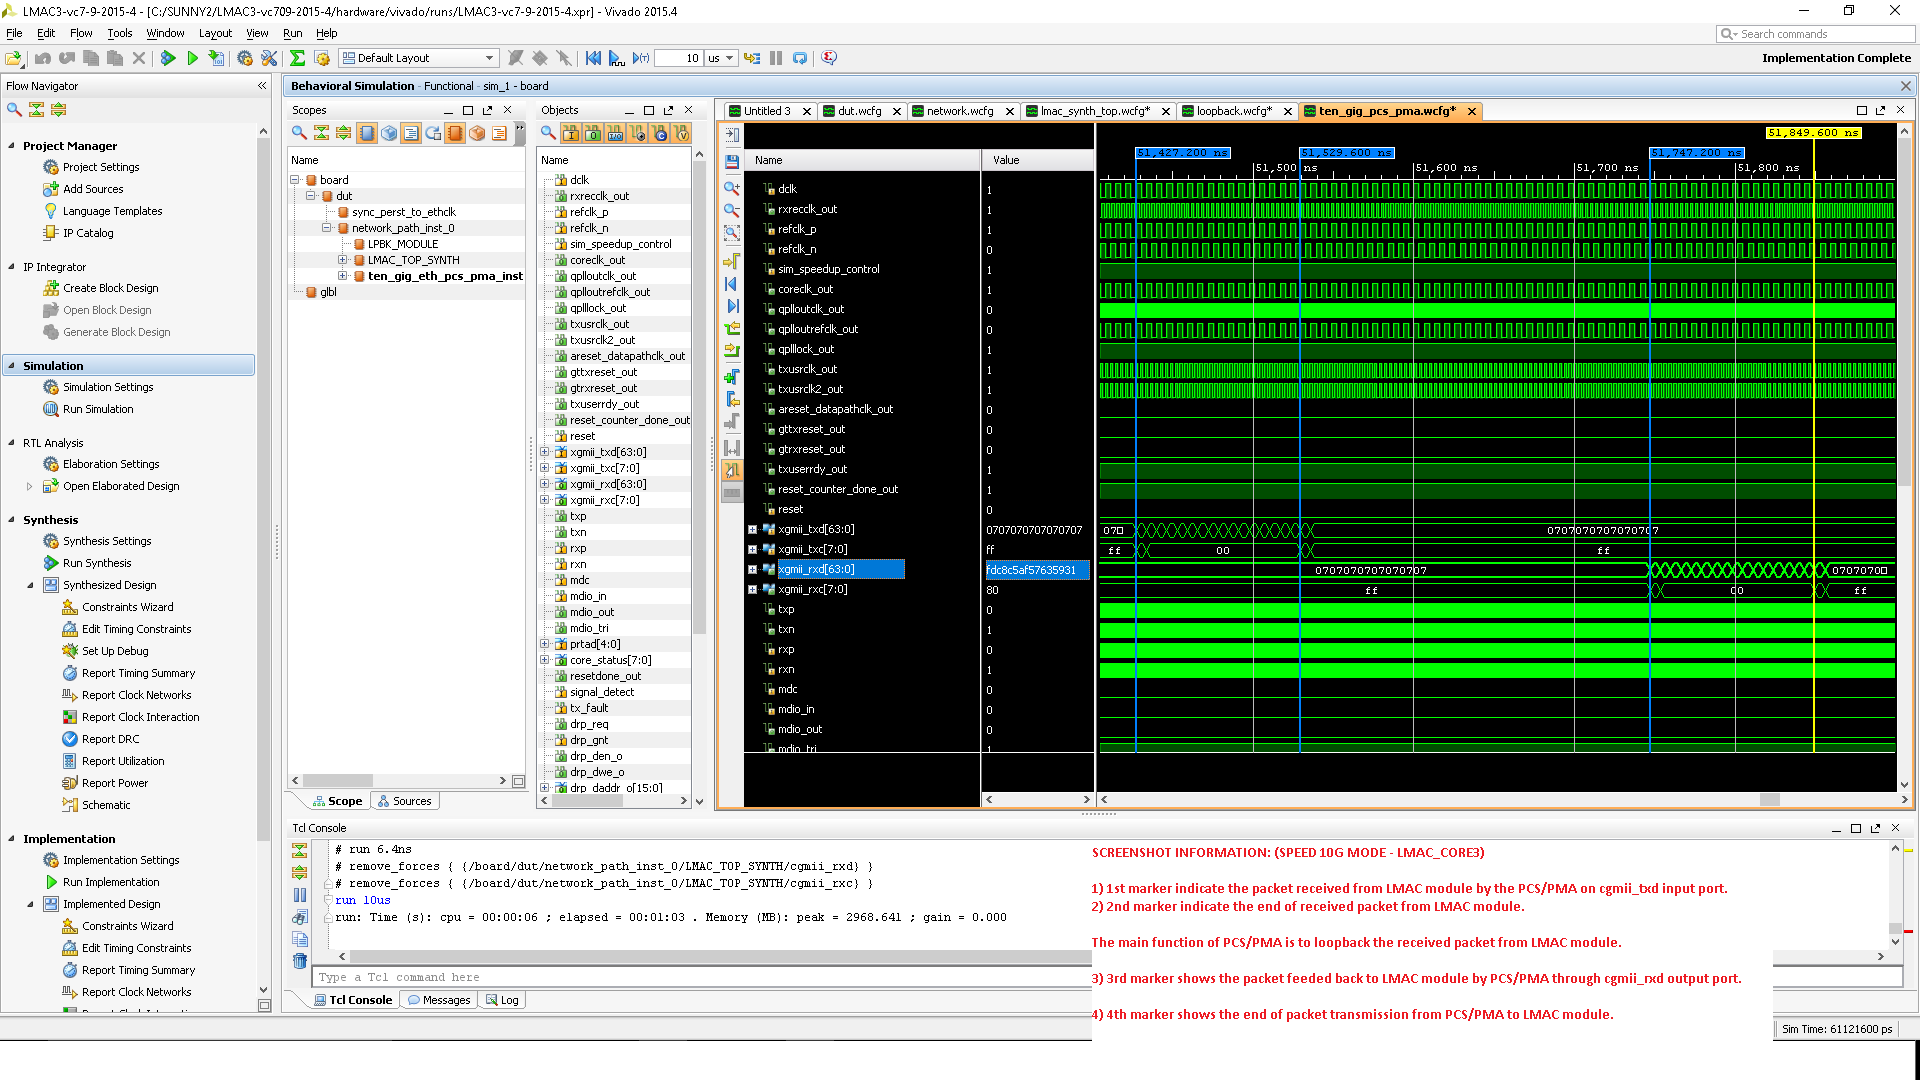 LMAC3-vc7-9-2015-4 - [C:/SUNNY2/LMAC3-vc709-2015-4/hardware/vivado/runs/LMAC3-vc7-9-2015-4.xpr] - Vivado 2015.4
File Edit Flow Tools Window Layout View Run Help
Search commands
Default Layout
10 us
Implementation Complete
Flow Navigator
Project Manager
Project Settings
Add Sources
Language Templates
IP Catalog
IP Integrator
Create Block Design
Open Block Design
Generate Block Design
Simulation
Simulation Settings
Run Simulation
RTL Analysis
Elaboration Settings
Open Elaborated Design
Synthesis
Synthesis Settings
Run Synthesis
Synthesized Design
Constraints Wizard
Edit Timing Constraints
Set Up Debug
Report Timing Summary
Report Clock Networks
Report Clock Interaction
Report DRC
Report Utilization
Report Power
Schematic
Implementation
Implementation Settings
Run Implementation
Implemented Design
Constraints Wizard
Edit Timing Constraints
Report Timing Summary
Report Clock Networks
Behavioral Simulation - Functional - sim_1 - board
Scopes
Name
board
dut
sync_perst_to_ethclk
network_path_inst_0
LPBK_MODULE
LMAC_TOP_SYNTH
ten_gig_eth_pcs_pma_inst
glbl
Scope Sources
Objects
Name
dclk
rxrecclk_out
refclk_p
refclk_n
sim_speedup_control
coreclk_out
qplloutclk_out
qplloutrefclk_out
qplllock_out
txusrclk_out
txusrclk2_out
areset_datapathclk_out
gttxreset_out
gtrxreset_out
txuserrdy_out
reset_counter_done_out
reset
xgmii_txd[63:0]
xgmii_txc[7:0]
xgmii_rxd[63:0]
xgmii_rxc[7:0]
txp
txn
rxp
rxn
mdc
mdio_in
mdio_out
mdio_tri
prtad[4:0]
core_status[7:0]
resetdone_out
signal_detect
tx_fault
drp_req
drp_gnt
drp_den_o
drp_dwe_o
drp_daddr_o[15:0]
Untitled 3 dut.wcfg network.wcfg lmac_synth_top.wcfg* loopback.wcfg* ten_gig_pcs_pma.wcfg*
51,849.600 ns
51,427.200 ns 51,529.600 ns 51,747.200 ns
Name Value
51,500 ns 51,600 ns 51,700 ns 51,800 ns
dclk 1
rxrecclk_out 1
refclk_p 1
refclk_n 0
sim_speedup_control 1
coreclk_out 1
qplloutclk_out 0
qplloutrefclk_out 0
qplllock_out 1
txusrclk_out 1
txusrclk2_out 1
areset_datapathclk_out 0
gttxreset_out 0
gtrxreset_out 0
txuserrdy_out 1
reset_counter_done_out 1
reset 0
xgmii_txd[63:0] 0707070707070707 07 0707070707070707
xgmii_txc[7:0] ff ff 00 ff
xgmii_rxd[63:0] fdc8c5af57635931 0707070707070707 0707070
xgmii_rxc[7:0] 80 ff 00 ff
txp 0
txn 1
rxp 0
rxn 1
mdc 0
mdio_in 0
mdio_out 0
mdio_tri 1
Tcl Console
# run 6.4ns
# remove_forces { {/board/dut/network_path_inst_0/LMAC_TOP_SYNTH/cgmii_rxd} }
# remove_forces { {/board/dut/network_path_inst_0/LMAC_TOP_SYNTH/cgmii_rxc} }
run 10us
run: Time (s): cpu = 00:00:06 ; elapsed = 00:01:03 . Memory (MB): peak = 2968.641 ; gain = 0.000
Type a Tcl command here
Tcl Console Messages Log
SCREENSHOT INFORMATION: (SPEED 10G MODE - LMAC_CORE3)
1) 1st marker indicate the packet received from LMAC module by the PCS/PMA on cgmii_txd input port.
2) 2nd marker indicate the end of received packet from LMAC module.
The main function of PCS/PMA is to loopback the received packet from LMAC module.
3) 3rd marker shows the packet feeded back to LMAC module by PCS/PMA through cgmii_rxd output port.
4) 4th marker shows the end of packet transmission from PCS/PMA to LMAC module.
Sim Time: 61121600 ps